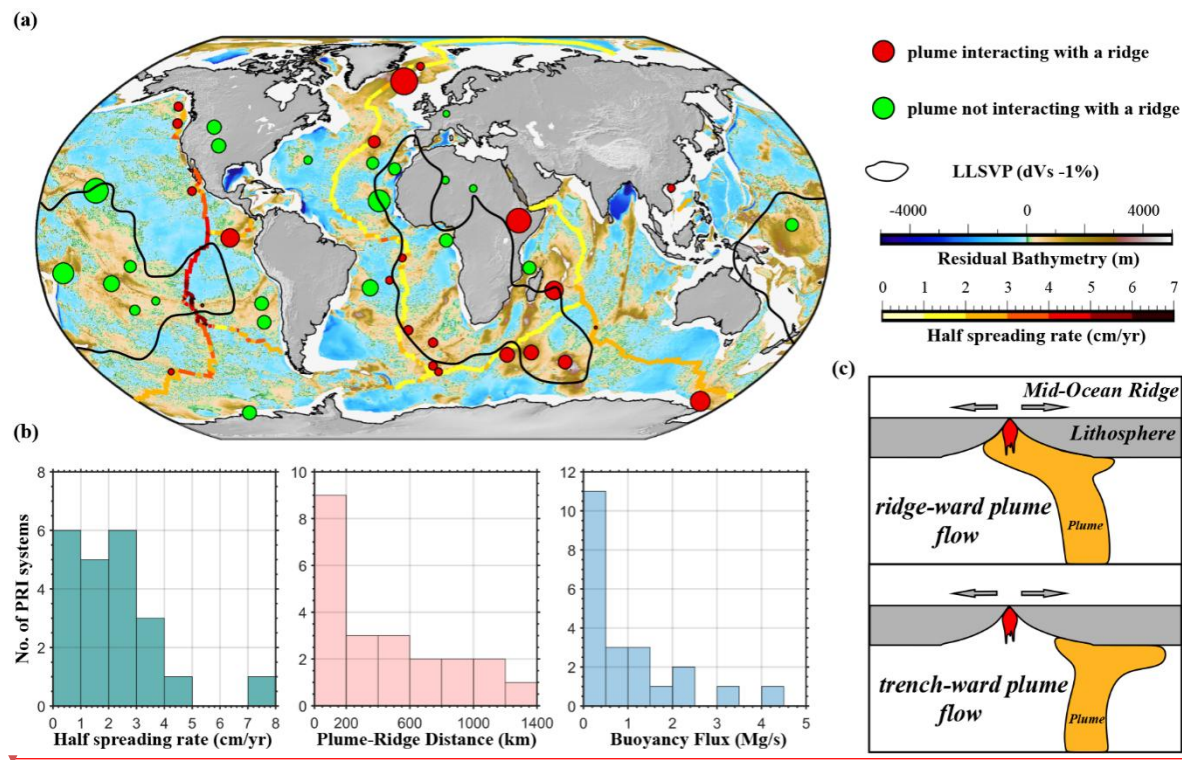 (a)
plume interacting with a ridge
plume not interacting with a ridge
LLSVP (dVs -1%)
-4000 0 4000
Residual Bathymetry (m)
0 1 2 3 4 5 6 7
Half spreading rate (cm/yr)
(b)
No. of PRI systems
8
6
4
2
0
0 1 2 3 4 5 6 7 8
Half spreading rate (cm/yr)
10
8
6
4
2
0
0 200 600 1000 1400
Plume-Ridge Distance (km)
12
10
8
6
4
2
0
0 1 2 3 4 5
Buoyancy Flux (Mg/s)
(c)
Mid-Ocean Ridge
Lithosphere
ridge-ward plume
flow
Plume
trench-ward plume
flow
Plume